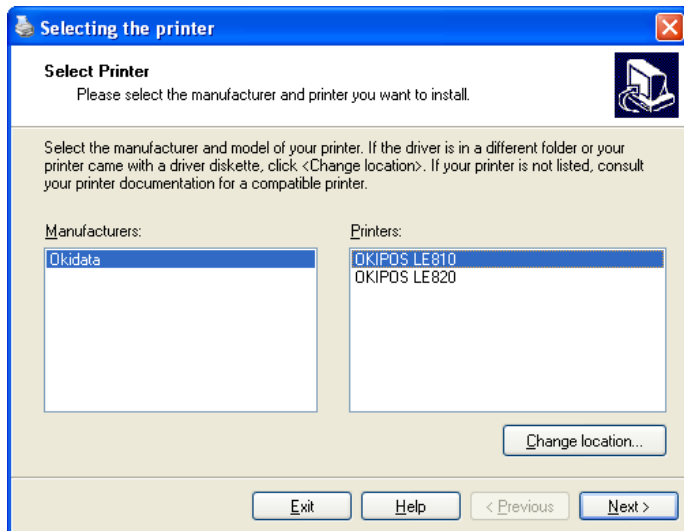 Selecting the printer
Select Printer
Please select the manufacturer and printer you want to install.
Select the manufacturer and model of your printer. If the driver is in a different folder or your
printer came with a driver diskette, click <Change location>. If your printer is not listed, consult
your printer documentation for a compatible printer.
Manufacturers:
Okidata
Printers:
OKIPOS LE810
OKIPOS LE820
Change location...
Exit
Help
< Previous
Next >